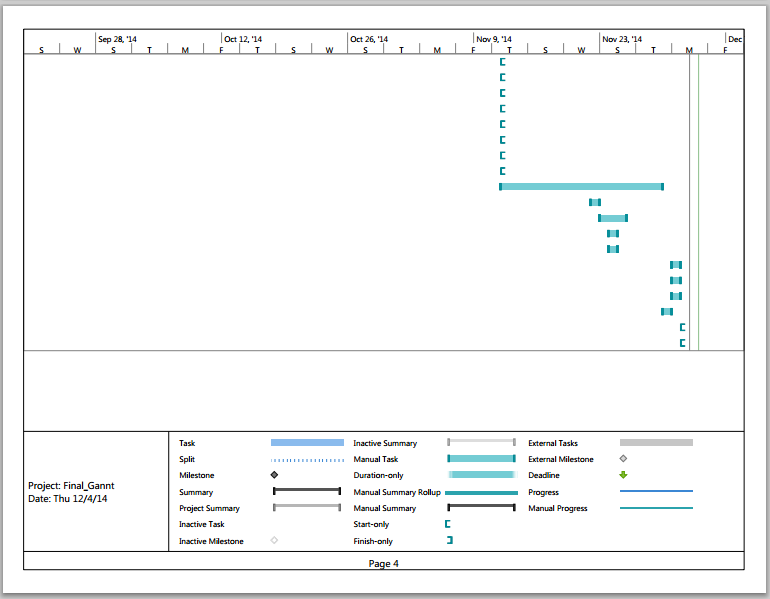 Sep 28, '14 Oct 12, '14 Oct 26, '14 Nov 9, '14 Nov 23, '14 Dec
S W S T M F T S W S T M F T S W S T M F
Task Inactive Summary External Tasks
Split Manual Task External Milestone
Milestone Duration-only Deadline
Summary Manual Summary Rollup Progress
Project Summary Manual Summary Manual Progress
Inactive Task Start-only
Inactive Milestone Finish-only
Project: Final_Gannt
Date: Thu 12/4/14
Page 4